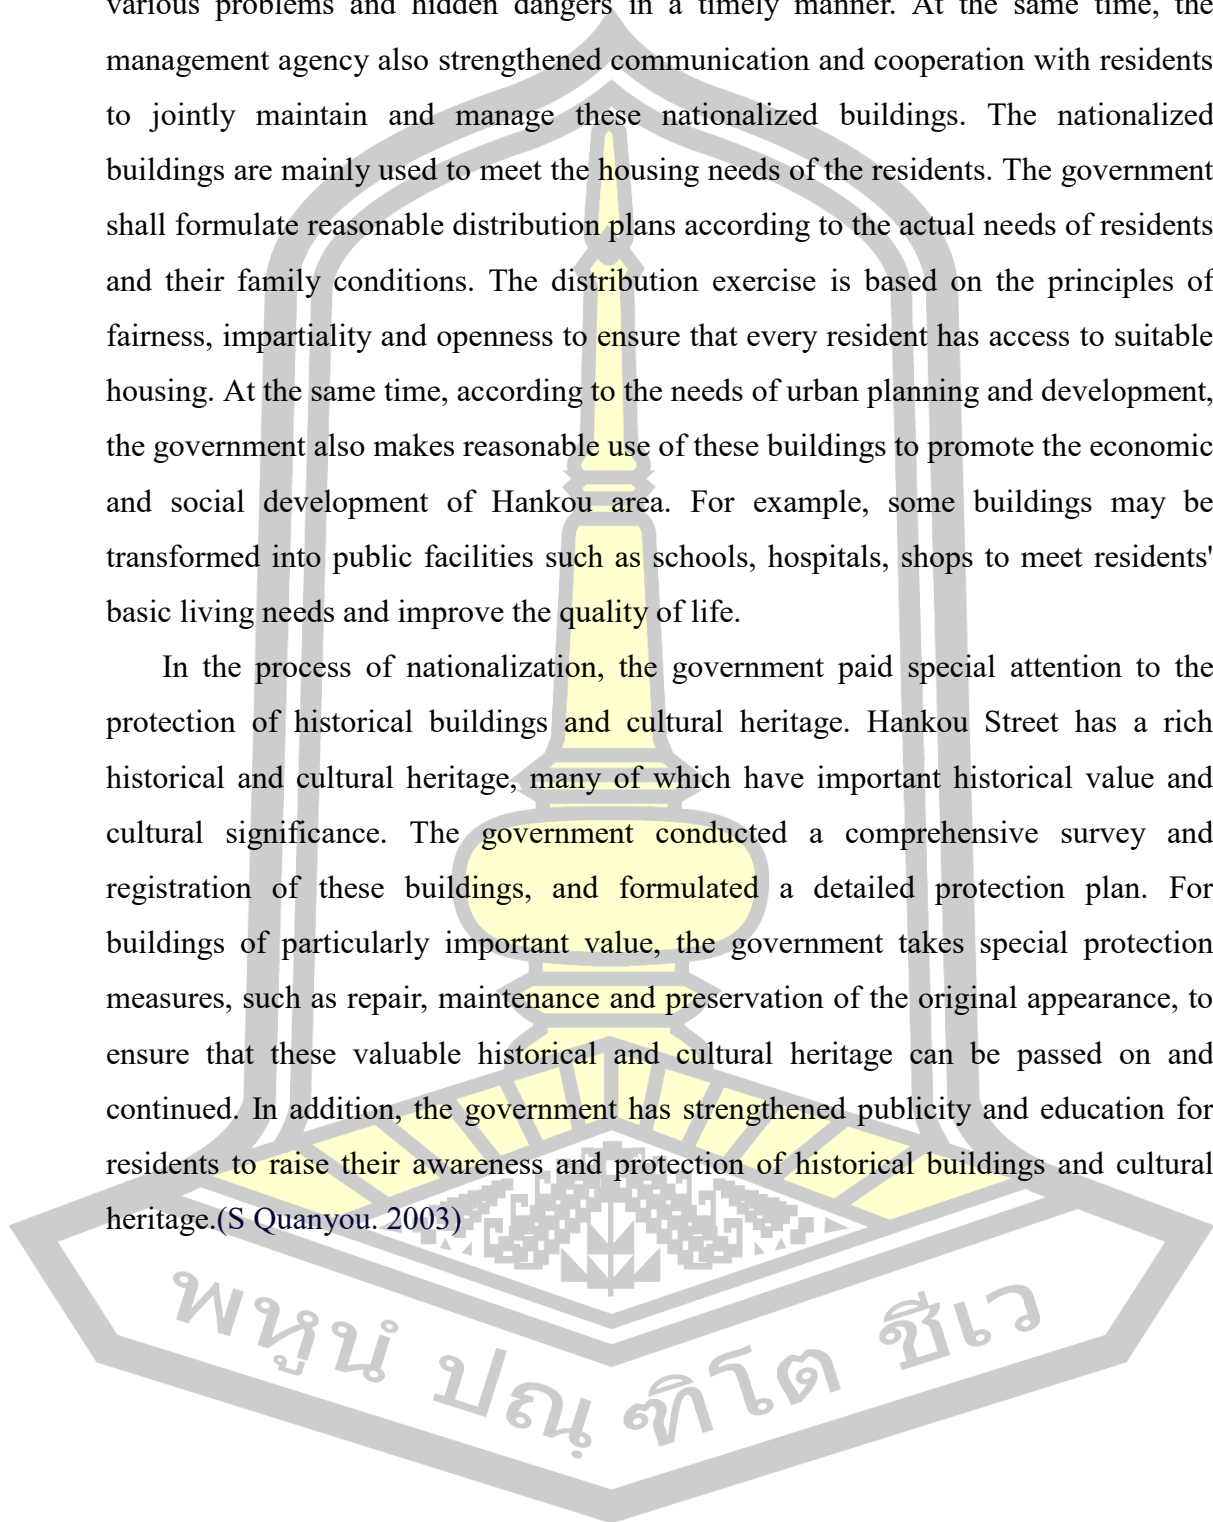 various problems and hidden dangers in a timely manner. At the same time, the
management agency also strengthened communication and cooperation with residents
to jointly maintain and manage these nationalized buildings. The nationalized
buildings are mainly used to meet the housing needs of the residents. The government
shall formulate reasonable distribution plans according to the actual needs of residents
and their family conditions. The distribution exercise is based on the principles of
fairness, impartiality and openness to ensure that every resident has access to suitable
housing. At the same time, according to the needs of urban planning and development,
the government also makes reasonable use of these buildings to promote the economic
and social development of Hankou area. For example, some buildings may be
transformed into public facilities such as schools, hospitals, shops to meet residents'
basic living needs and improve the quality of life.
In the process of nationalization, the government paid special attention to the
protection of historical buildings and cultural heritage. Hankou Street has a rich
historical and cultural heritage, many of which have important historical value and
cultural significance. The government conducted a comprehensive survey and
registration of these buildings, and formulated a detailed protection plan. For
buildings of particularly important value, the government takes special protection
measures, such as repair, maintenance and preservation of the original appearance, to
ensure that these valuable historical and cultural heritage can be passed on and
continued. In addition, the government has strengthened publicity and education for
residents to raise their awareness and protection of historical buildings and cultural
heritage.(S Quanyou. 2003)
พหูนํ ปณฺ ฑิโต ชีเว